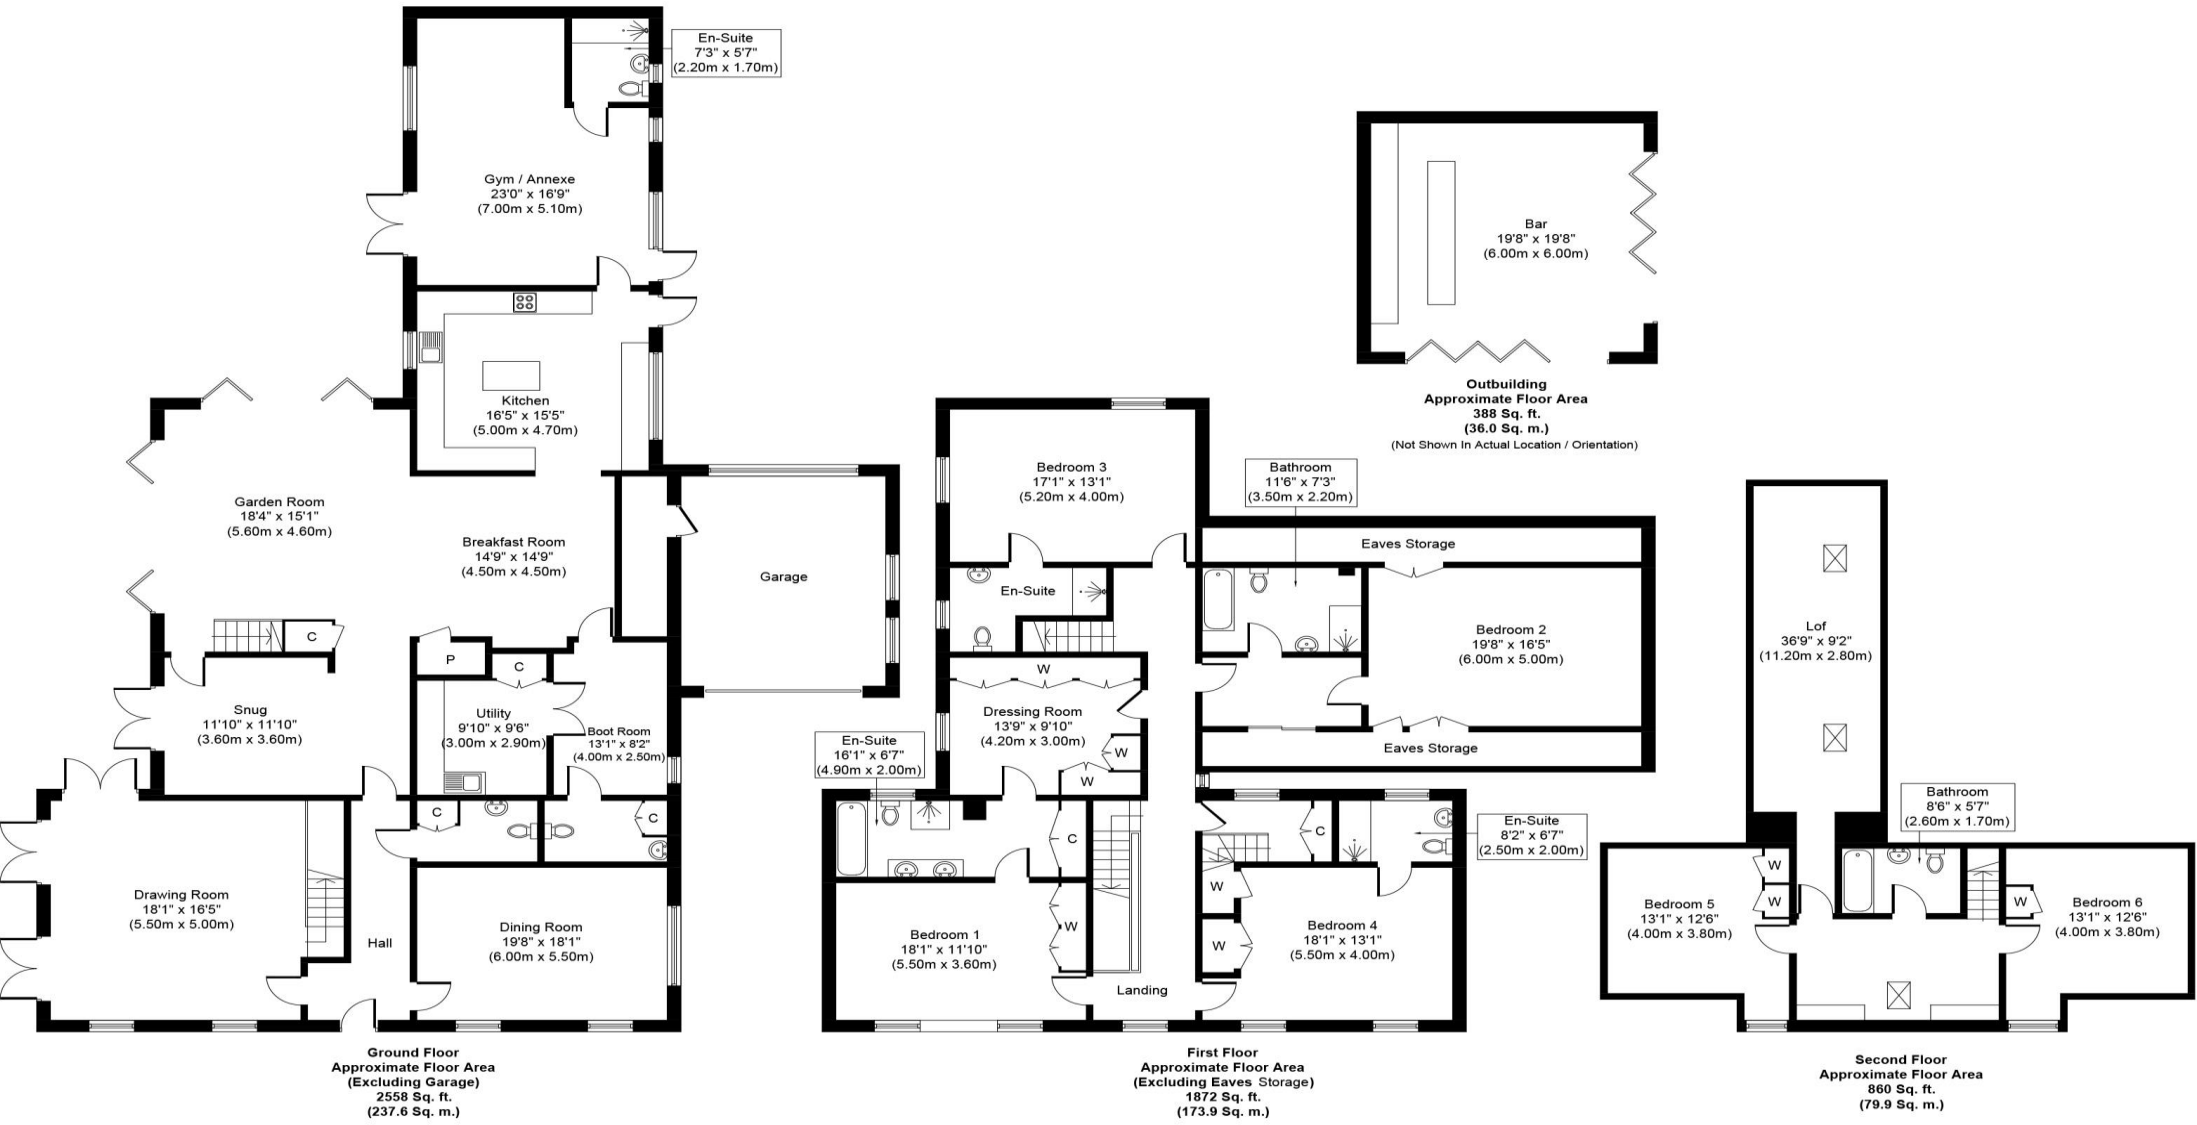 En-Suite
7'3" x 5'7"
(2.20m x 1.70m)
Gym / Annexe
23'0" x 16'9"
(7.00m x 5.10m)
Kitchen
16'5" x 15'5"
(5.00m x 4.70m)
Garden Room
18'4" x 15'1"
(5.60m x 4.60m)
Breakfast Room
14'9" x 14'9"
(4.50m x 4.50m)
Garage
C
P
C
Snug
11'10" x 11'10"
(3.60m x 3.60m)
Utility
9'10" x 9'6"
(3.00m x 2.90m)
Boot Room
13'1" x 8'2"
(4.00m x 2.50m)
C
C
Drawing Room
18'1" x 16'5"
(5.50m x 5.00m)
Hall
Dining Room
19'8" x 18'1"
(6.00m x 5.50m)
Ground Floor
Approximate Floor Area
(Excluding Garage)
2558 Sq. ft.
(237.6 Sq. m.)
Bedroom 3
17'1" x 13'1"
(5.20m x 4.00m)
Bathroom
11'6" x 7'3"
(3.50m x 2.20m)
Eaves Storage
En-Suite
Bedroom 2
19'8" x 16'5"
(6.00m x 5.00m)
W
Dressing Room
13'9" x 9'10"
(4.20m x 3.00m)
W
W
Eaves Storage
En-Suite
16'1" x 6'7"
(4.90m x 2.00m)
C
C
En-Suite
8'2" x 6'7"
(2.50m x 2.00m)
W
W
W
Bedroom 1
18'1" x 11'10"
(5.50m x 3.60m)
Bedroom 4
18'1" x 13'1"
(5.50m x 4.00m)
Landing
First Floor
Approximate Floor Area
(Excluding Eaves Storage)
1872 Sq. ft.
(173.9 Sq. m.)
Bar
19'8" x 19'8"
(6.00m x 6.00m)
Outbuilding
Approximate Floor Area
388 Sq. ft.
(36.0 Sq. m.)
(Not Shown In Actual Location / Orientation)
Lof
36'9" x 9'2"
(11.20m x 2.80m)
Bathroom
8'6" x 5'7"
(2.60m x 1.70m)
W
W
W
Bedroom 5
13'1" x 12'6"
(4.00m x 3.80m)
Bedroom 6
13'1" x 12'6"
(4.00m x 3.80m)
Second Floor
Approximate Floor Area
860 Sq. ft.
(79.9 Sq. m.)